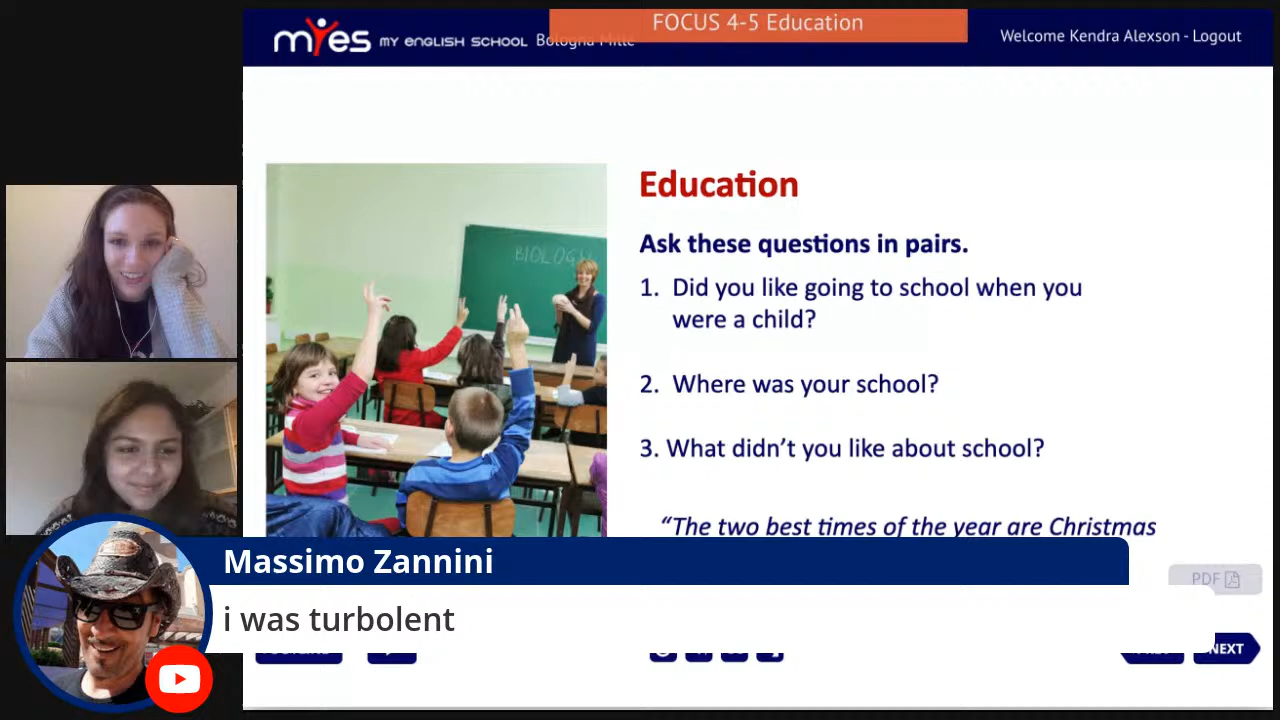 FOCUS 4-5 Education
myes MY ENGLISH SCHOOL Bologna Mille
Welcome Kendra Alexson - Logout
BIOLOGY
Education
Ask these questions in pairs.
1. Did you like going to school when you
were a child?
2. Where was your school?
3. What didn't you like about school?
“The two best times of the year are Christmas
PDF
Massimo Zannini
i was turbolent
NEXT